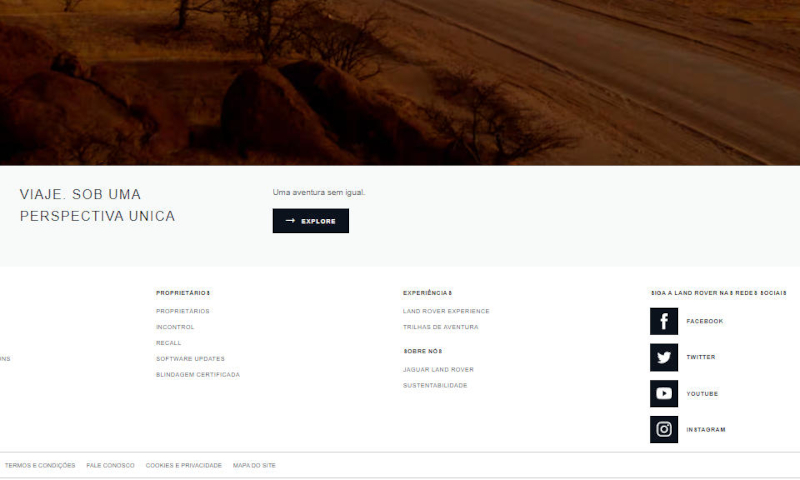 VIAJE. SOB UMA
PERSPECTIVA UNICA
Uma aventura sem igual.
→ EXPLORE
PROPRIETÁRIOS
PROPRIETÁRIOS
INCONTROL
RECALL
SOFTWARE UPDATES
BLINDAGEM CERTIFICADA
EXPERIÊNCIAS
LAND ROVER EXPERIENCE
TRILHAS DE AVENTURA
SOBRE NÓS
JAGUAR LAND ROVER
SUSTENTABILIDADE
SIGA A LAND ROVER NAS REDES SOCIAIS
FACEBOOK
TWITTER
YOUTUBE
INSTAGRAM
TERMOS E CONDIÇÕES FALE CONOSCO COOKIES E PRIVACIDADE MAPA DO SITE